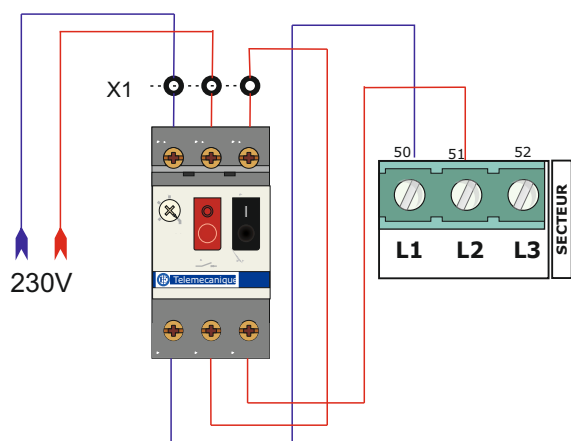 X1
230V
I
Telemecanique
50 51 52
L1 L2 L3
SECTEUR